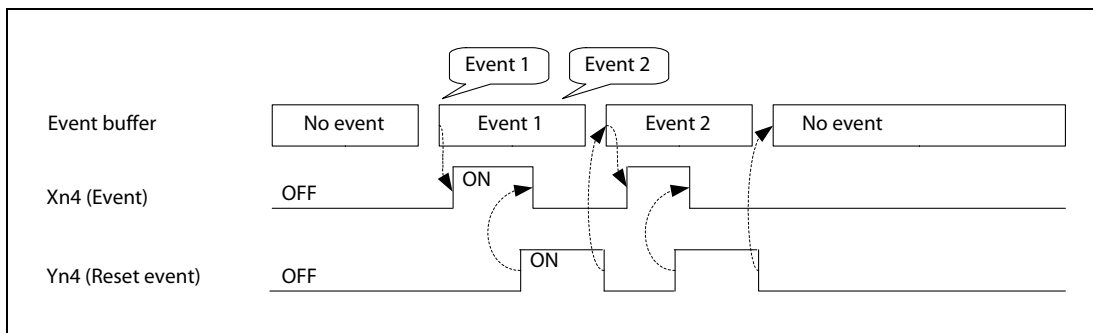 Event 1 Event 2
Event buffer No event Event 1 Event 2 No event
Xn4 (Event) OFF ON
Yn4 (Reset event) OFF ON